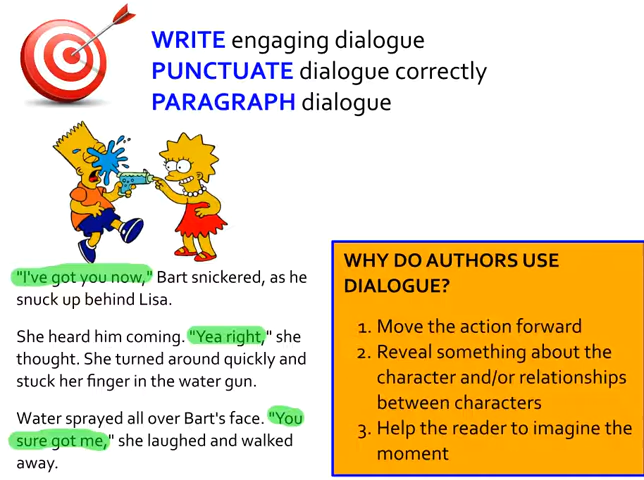 WRITE engaging dialogue
PUNCTUATE dialogue correctly
PARAGRAPH dialogue
"I've got you now," Bart snickered, as he
snuck up behind Lisa.
She heard him coming. "Yea right," she
thought. She turned around quickly and
stuck her finger in the water gun.
Water sprayed all over Bart's face. "You
sure got me," she laughed and walked
away.
WHY DO AUTHORS USE
DIALOGUE?
1. Move the action forward
2. Reveal something about the
character and/or relationships
between characters
3. Help the reader to imagine the
moment